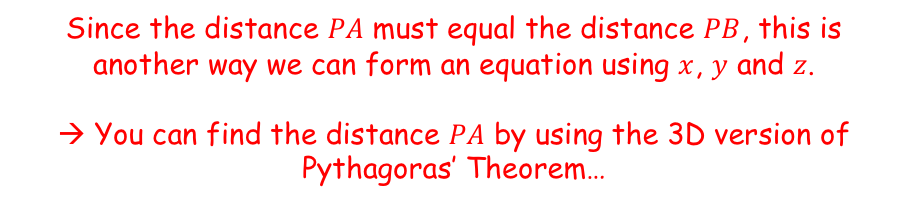 Since the distance PA must equal the distance PB, this is
another way we can form an equation using x, y and z.
→ You can find the distance PA by using the 3D version of
Pythagoras’ Theorem…